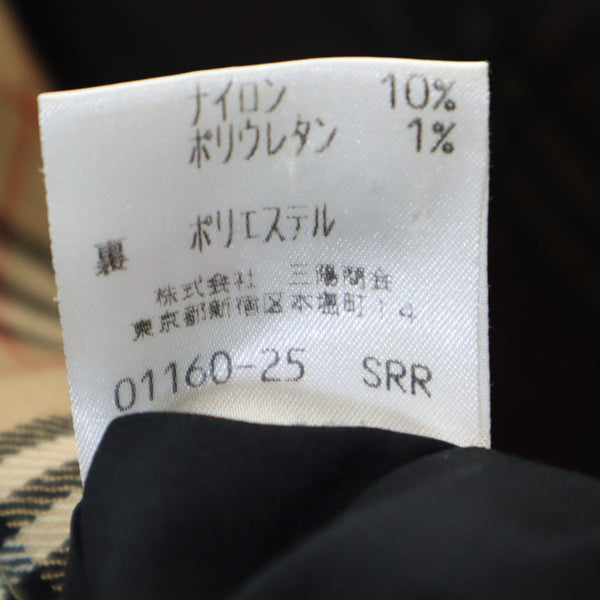 ナイロン 10%
ポリウレタン 1%
裏 ポリエステル
株式会社 三陽商会
東京都新宿区本塩町14
01160-25 SRR